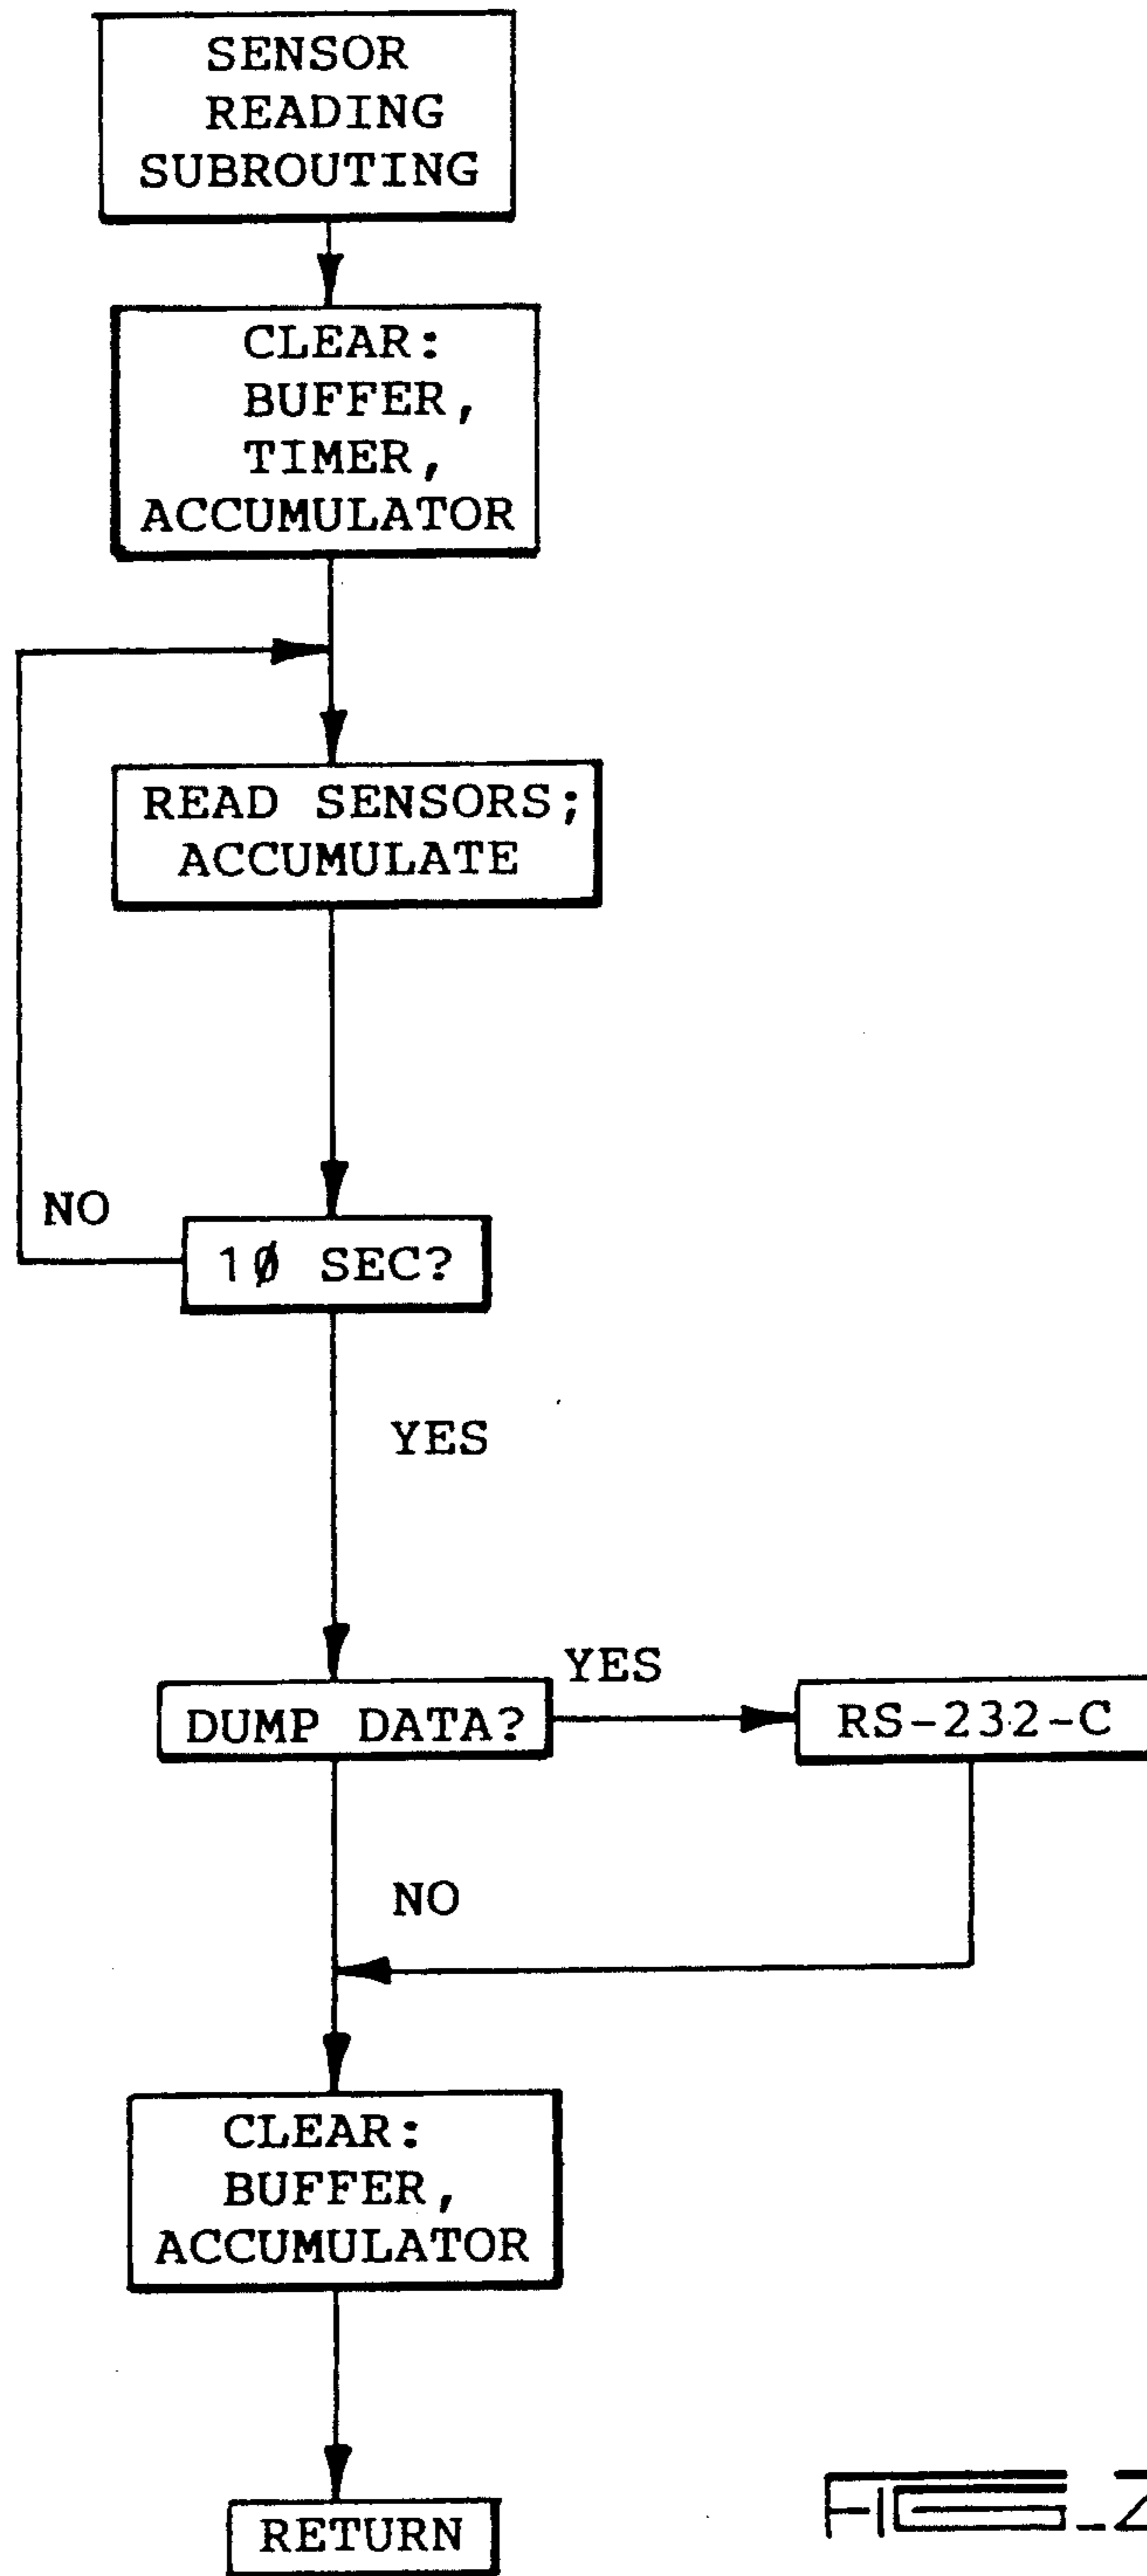 SENSOR
READING
SUBROUTING
CLEAR:
BUFFER,
TIMER,
ACCUMULATOR
READ SENSORS;
ACCUMULATE
NO
1Ø SEC?
YES
DUMP DATA?
YES
RS-232-C
NO
CLEAR:
BUFFER,
ACCUMULATOR
RETURN